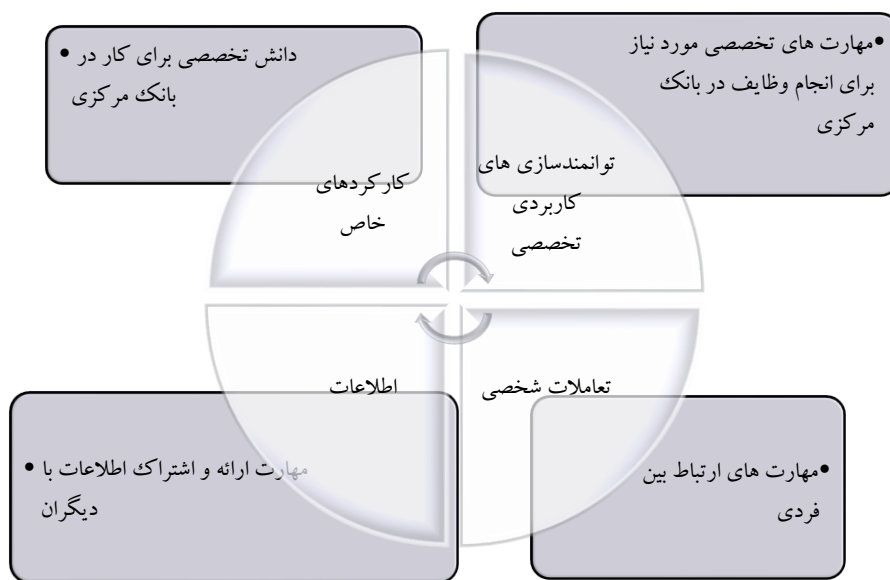 •مهارت های تخصصی مورد نیاز
برای انجام وظایف در بانک
مرکزی
توانمندسازی های
کاربردی
تخصصی
• دانش تخصصی برای کار در
بانک مرکزی
کارکردهای
خاص
تعاملات شخصی
•مهارت های ارتباط بین
فردی
اطلاعات
• مهارت ارائه و اشتراک اطلاعات با
دیگران